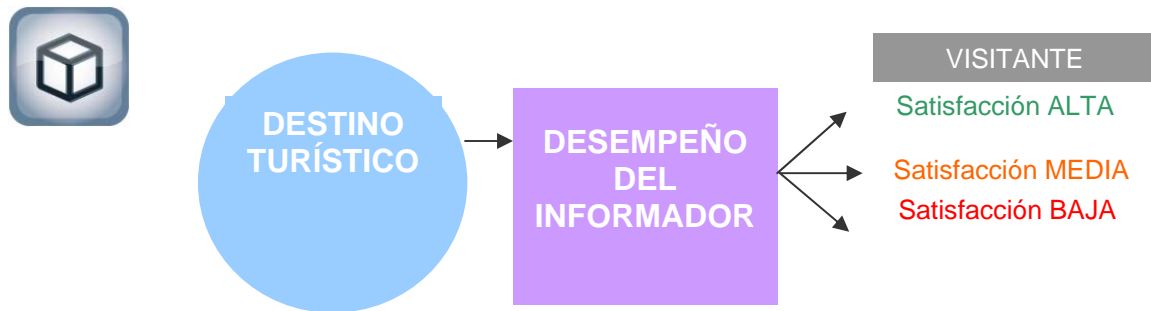 DESTINO
TURÍSTICO
DESEMPEÑO
DEL
INFORMADOR
VISITANTE
Satisfacción ALTA
Satisfacción MEDIA
Satisfacción BAJA